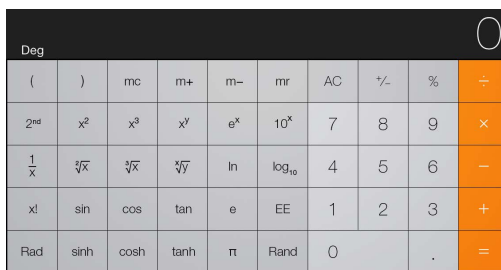 0
Deg
( ) mc m+ m− mr AC +/− % ÷
2ⁿᵈ x² x³ xʸ eˣ 10ˣ 7 8 9 ×
1/x ²√x ³√x ˣ√y ln log₁₀ 4 5 6 −
x! sin cos tan e EE 1 2 3 +
Rad sinh cosh tanh π Rand 0 . =